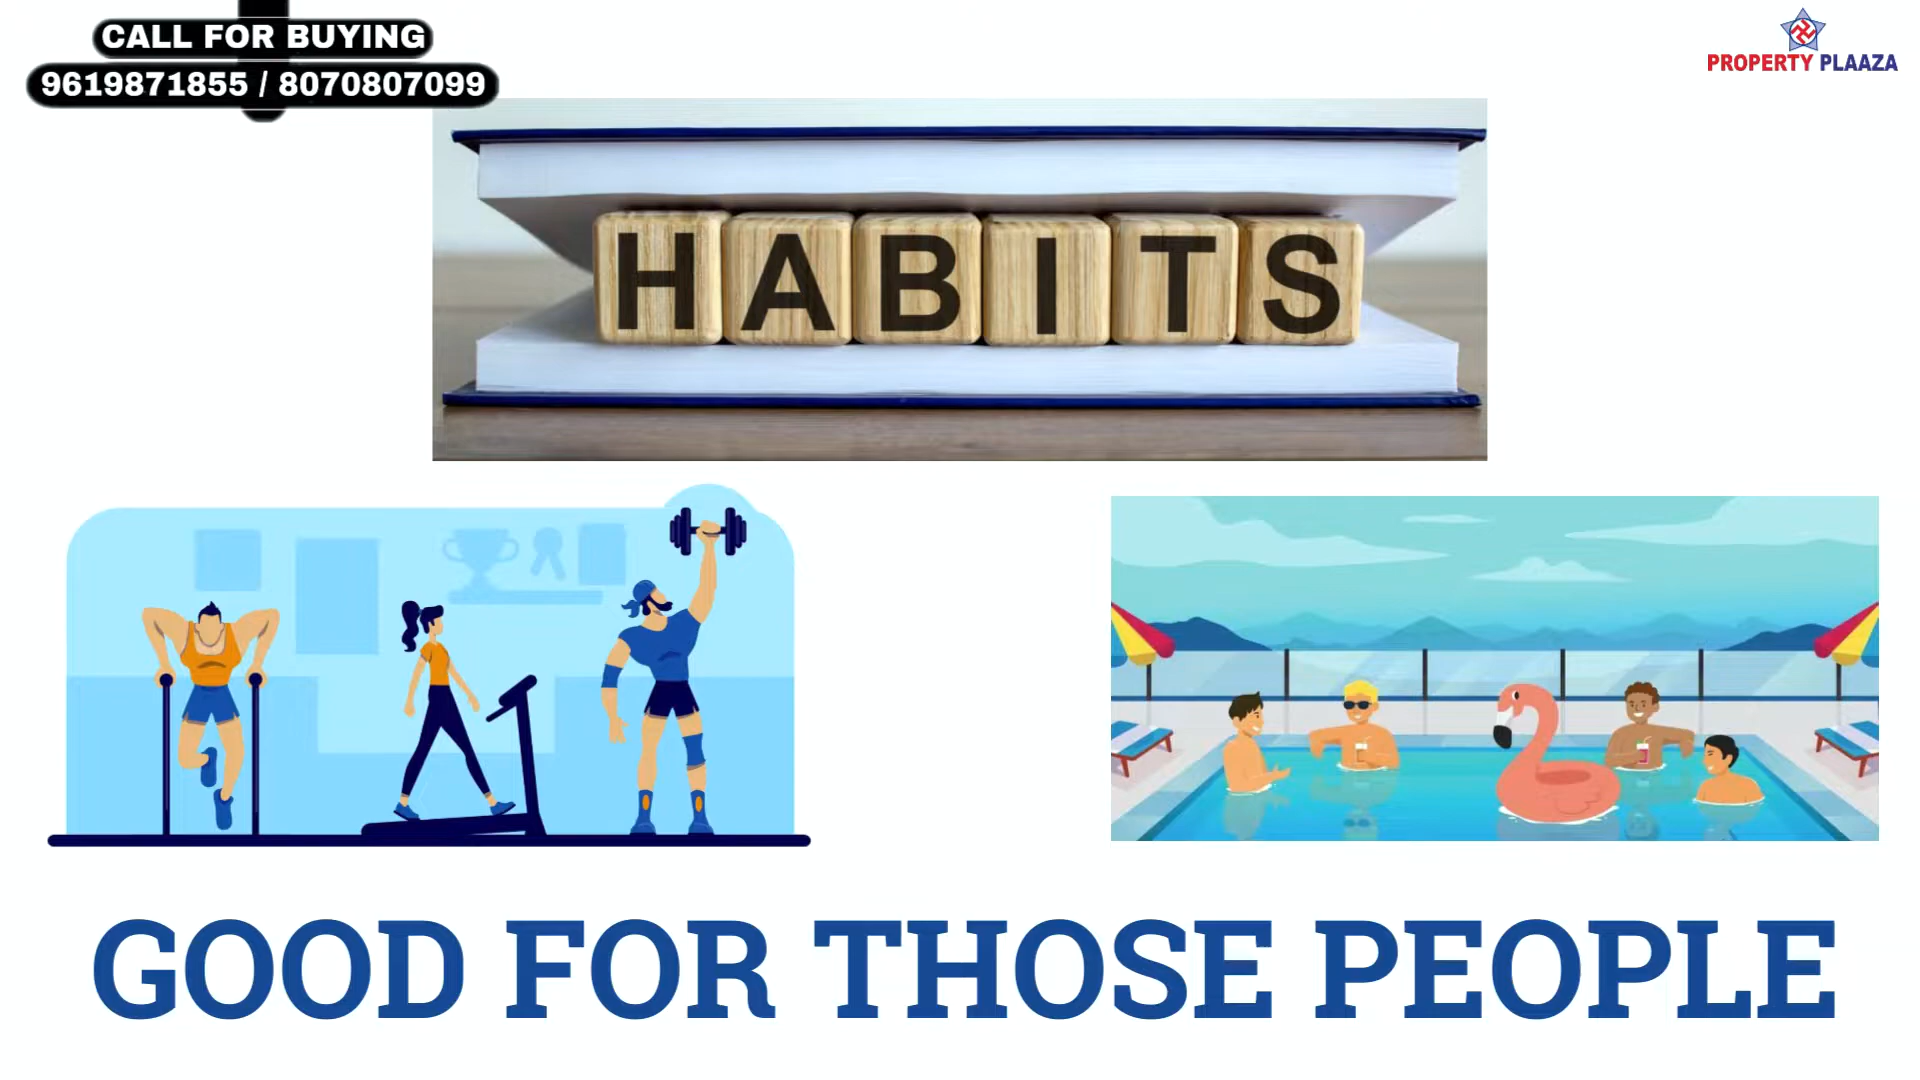 CALL FOR BUYING
9619871855 / 8070807099
PROPERTY PLAAZA
HABITS
GOOD FOR THOSE PEOPLE